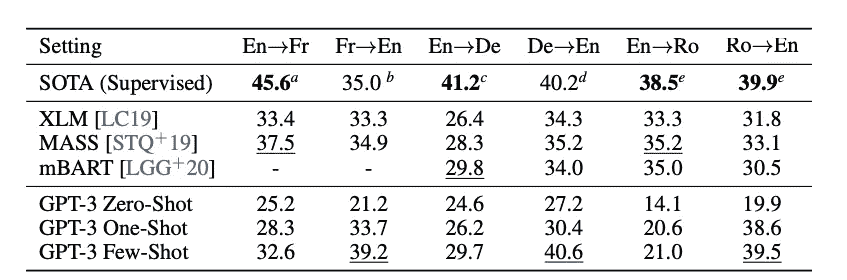 Setting En→Fr Fr→En En→De De→En En→Ro Ro→En
SOTA (Supervised) 45.6a 35.0 b 41.2c 40.2d 38.5e 39.9e
XLM [LC19] 33.4 33.3 26.4 34.3 33.3 31.8
MASS [STQ+19] 37.5 34.9 28.3 35.2 35.2 33.1
mBART [LGG+20] - - 29.8 34.0 35.0 30.5
GPT-3 Zero-Shot 25.2 21.2 24.6 27.2 14.1 19.9
GPT-3 One-Shot 28.3 33.7 26.2 30.4 20.6 38.6
GPT-3 Few-Shot 32.6 39.2 29.7 40.6 21.0 39.5